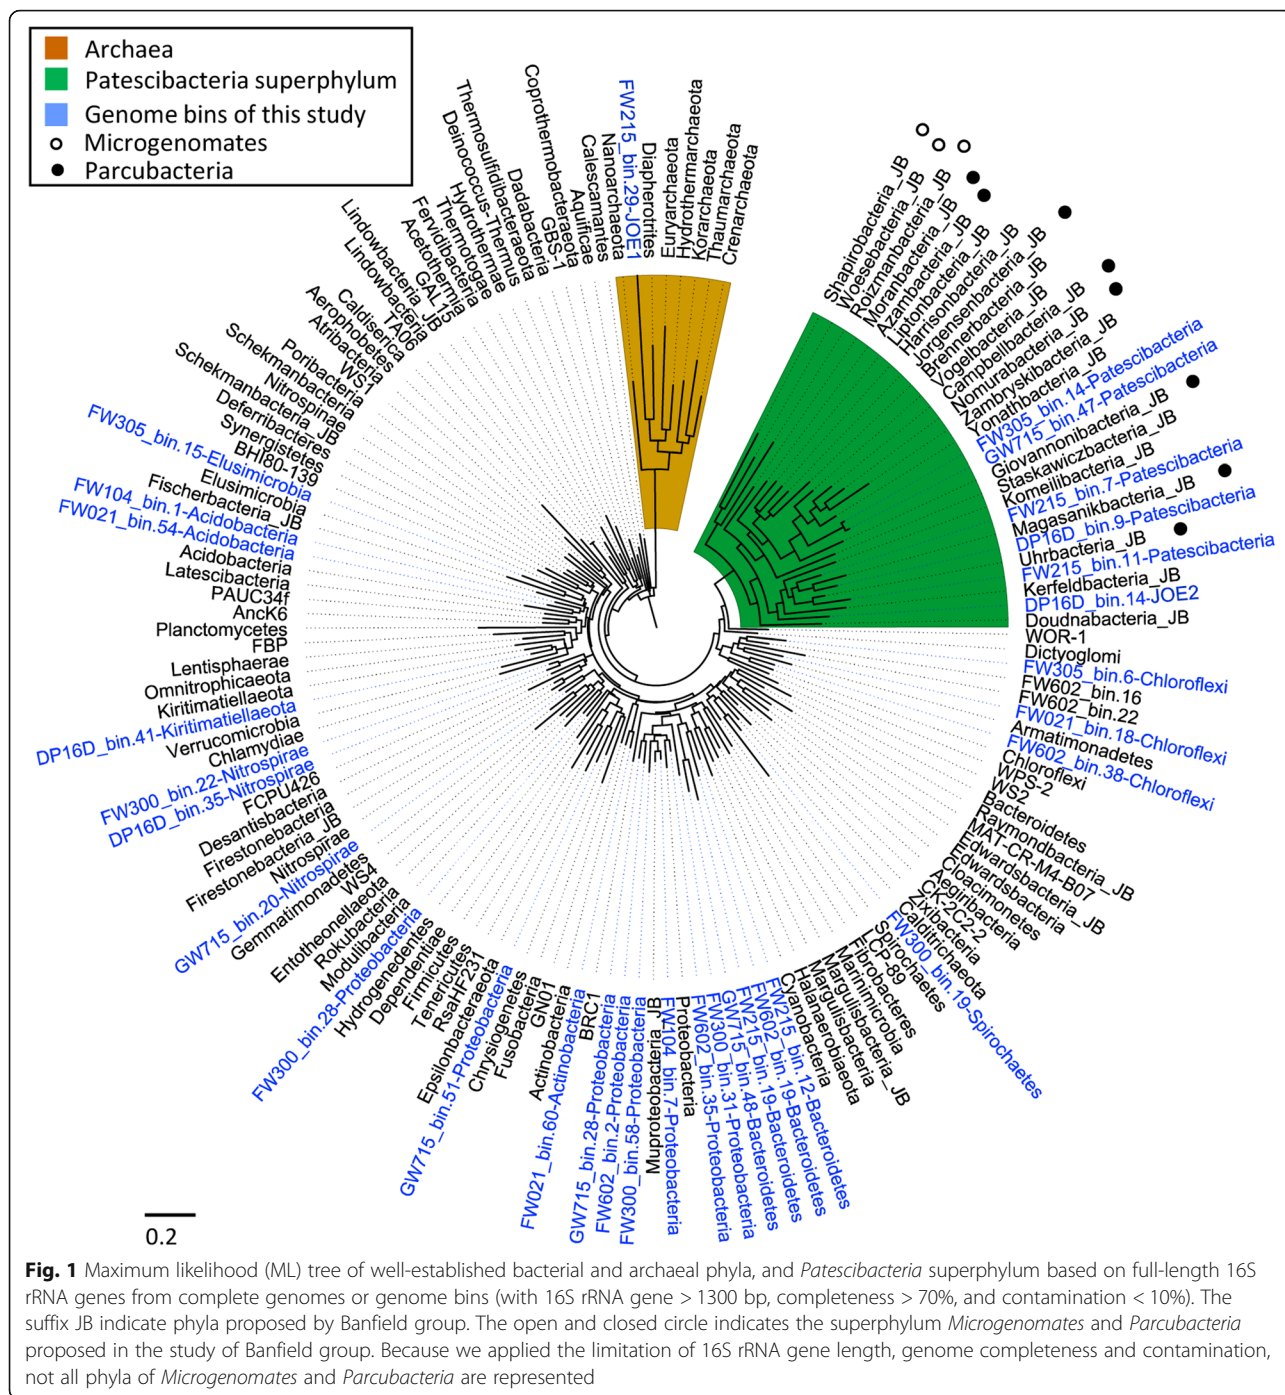 Archaea
Patescibacteria superphylum
Genome bins of this study
Microgenomates
Parcubacteria
Lindowbacteria_JB
Lindowbacteria
TA06
GAL15
Acetothermia
Fervidibacteria
Thermotogae
Hydrothermae
Deinococcus-Thermus
Thermosulfidibacteraeota
Dadabacteria
GBS-1
Coprothermobacteraeota
Aquificae
Calescamantes
Nanoarchaeota
FW215_bin.29-JOE1
Diapherotrites
Euryarchaeota
Hydrothermarchaeota
Korarchaeota
Thaumarchaeota
Crenarchaeota
Shapirobacteria_JB
Woesebacteria_JB
Roizmanbacteria_JB
Moranbacteria_JB
Azambacteria_JB
Liptonbacteria_JB
Harrisonbacteria_JB
Jorgensenbacteria_JB
Brennerbacteria_JB
Vogelbacteria_JB
Campbellbacteria_JB
Nomurabacteria_JB
Zambryskibacteria_JB
Yonathbacteria_JB
FW305_bin.14-Patescibacteria
GW715_bin.47-Patescibacteria
Giovannonibacteria_JB
Staskawiczbacteria_JB
Komeilibacteria_JB
FW215_bin.7-Patescibacteria
Magasanikbacteria_JB
DP16D_bin.9-Patescibacteria
Uhrbacteria_JB
FW215_bin.11-Patescibacteria
Kerfeldbacteria_JB
DP16D_bin.14-JOE2
Doudnabacteria_JB
WOR-1
Dictyoglomi
FW305_bin.6-Chloroflexi
FW602_bin.16
FW602_bin.22
FW021_bin.18-Chloroflexi
Armatimonadetes
FW602_bin.38-Chloroflexi
Chloroflexi
WPS-2
WS2
Bacteroidetes
Raymondbacteria_JB
MAT-CR-M4-B07
Edwardsbacteria_JB
Edwardsbacteria
Cloacimonetes
Aegiribacteria
CK-2C2-2
Zixibacteria
Calditrichaeota
FW300_bin.19-Spirochaetes
Spirochaetes
CP-89
Fibrobacteres
Marinimicrobia
Margulisbacteria_JB
Margulisbacteria
Halanaerobiaeota
Cyanobacteria
FW215_bin.12-Bacteroidetes
FW602_bin.19-Bacteroidetes
FW215_bin.19-Bacteroidetes
GW715_bin.48-Bacteroidetes
FW300_bin.31-Proteobacteria
FW602_bin.35-Proteobacteria
Proteobacteria
FW104_bin.7-Proteobacteria
Muproteobacteria_JB
FW300_bin.58-Proteobacteria
FW602_bin.2-Proteobacteria
GW715_bin.28-Proteobacteria
BRC1
FW021_bin.60-Actinobacteria
Actinobacteria
GN01
Fusobacteria
Chrysiogenetes
GW715_bin.51-Proteobacteria
Epsilonbacteraeota
RsaHF231
Tenericutes
Firmicutes
Dependentiae
Hydrogenedentes
FW300_bin.28-Proteobacteria
Modulibacteria
Rokubacteria
Entotheonellaeota
WS4
Gemmatimonadetes
GW715_bin.20-Nitrospirae
Nitrospirae
Firestonebacteria_JB
Firestonebacteria
Desantisbacteria
FCPU426
DP16D_bin.35-Nitrospirae
FW300_bin.22-Nitrospirae
Chlamydiae
Verrucomicrobia
DP16D_bin.41-Kiritimatiellaeota
Kiritimatiellaeota
Omnitrophicaeota
Lentisphaerae
FBP
Planctomycetes
AncK6
PAUC34f
Latescibacteria
Acidobacteria
FW021_bin.54-Acidobacteria
FW104_bin.1-Acidobacteria
Fischerbacteria_JB
Elusimicrobia
FW305_bin.15-Elusimicrobia
BHI80-139
Synergistetes
Deferribacteres
Schekmanbacteria_JB
Nitrospinae
Schekmanbacteria
Poribacteria
WS1
Atribacteria
Aerophobetes
Caldiserica
0.2
Fig. 1 Maximum likelihood (ML) tree of well-established bacterial and archaeal phyla, and Patescibacteria superphylum based on full-length 16S
rRNA genes from complete genomes or genome bins (with 16S rRNA gene > 1300 bp, completeness > 70%, and contamination < 10%). The
suffix JB indicate phyla proposed by Banfield group. The open and closed circle indicates the superphylum Microgenomates and Parcubacteria
proposed in the study of Banfield group. Because we applied the limitation of 16S rRNA gene length, genome completeness and contamination,
not all phyla of Microgenomates and Parcubacteria are represented